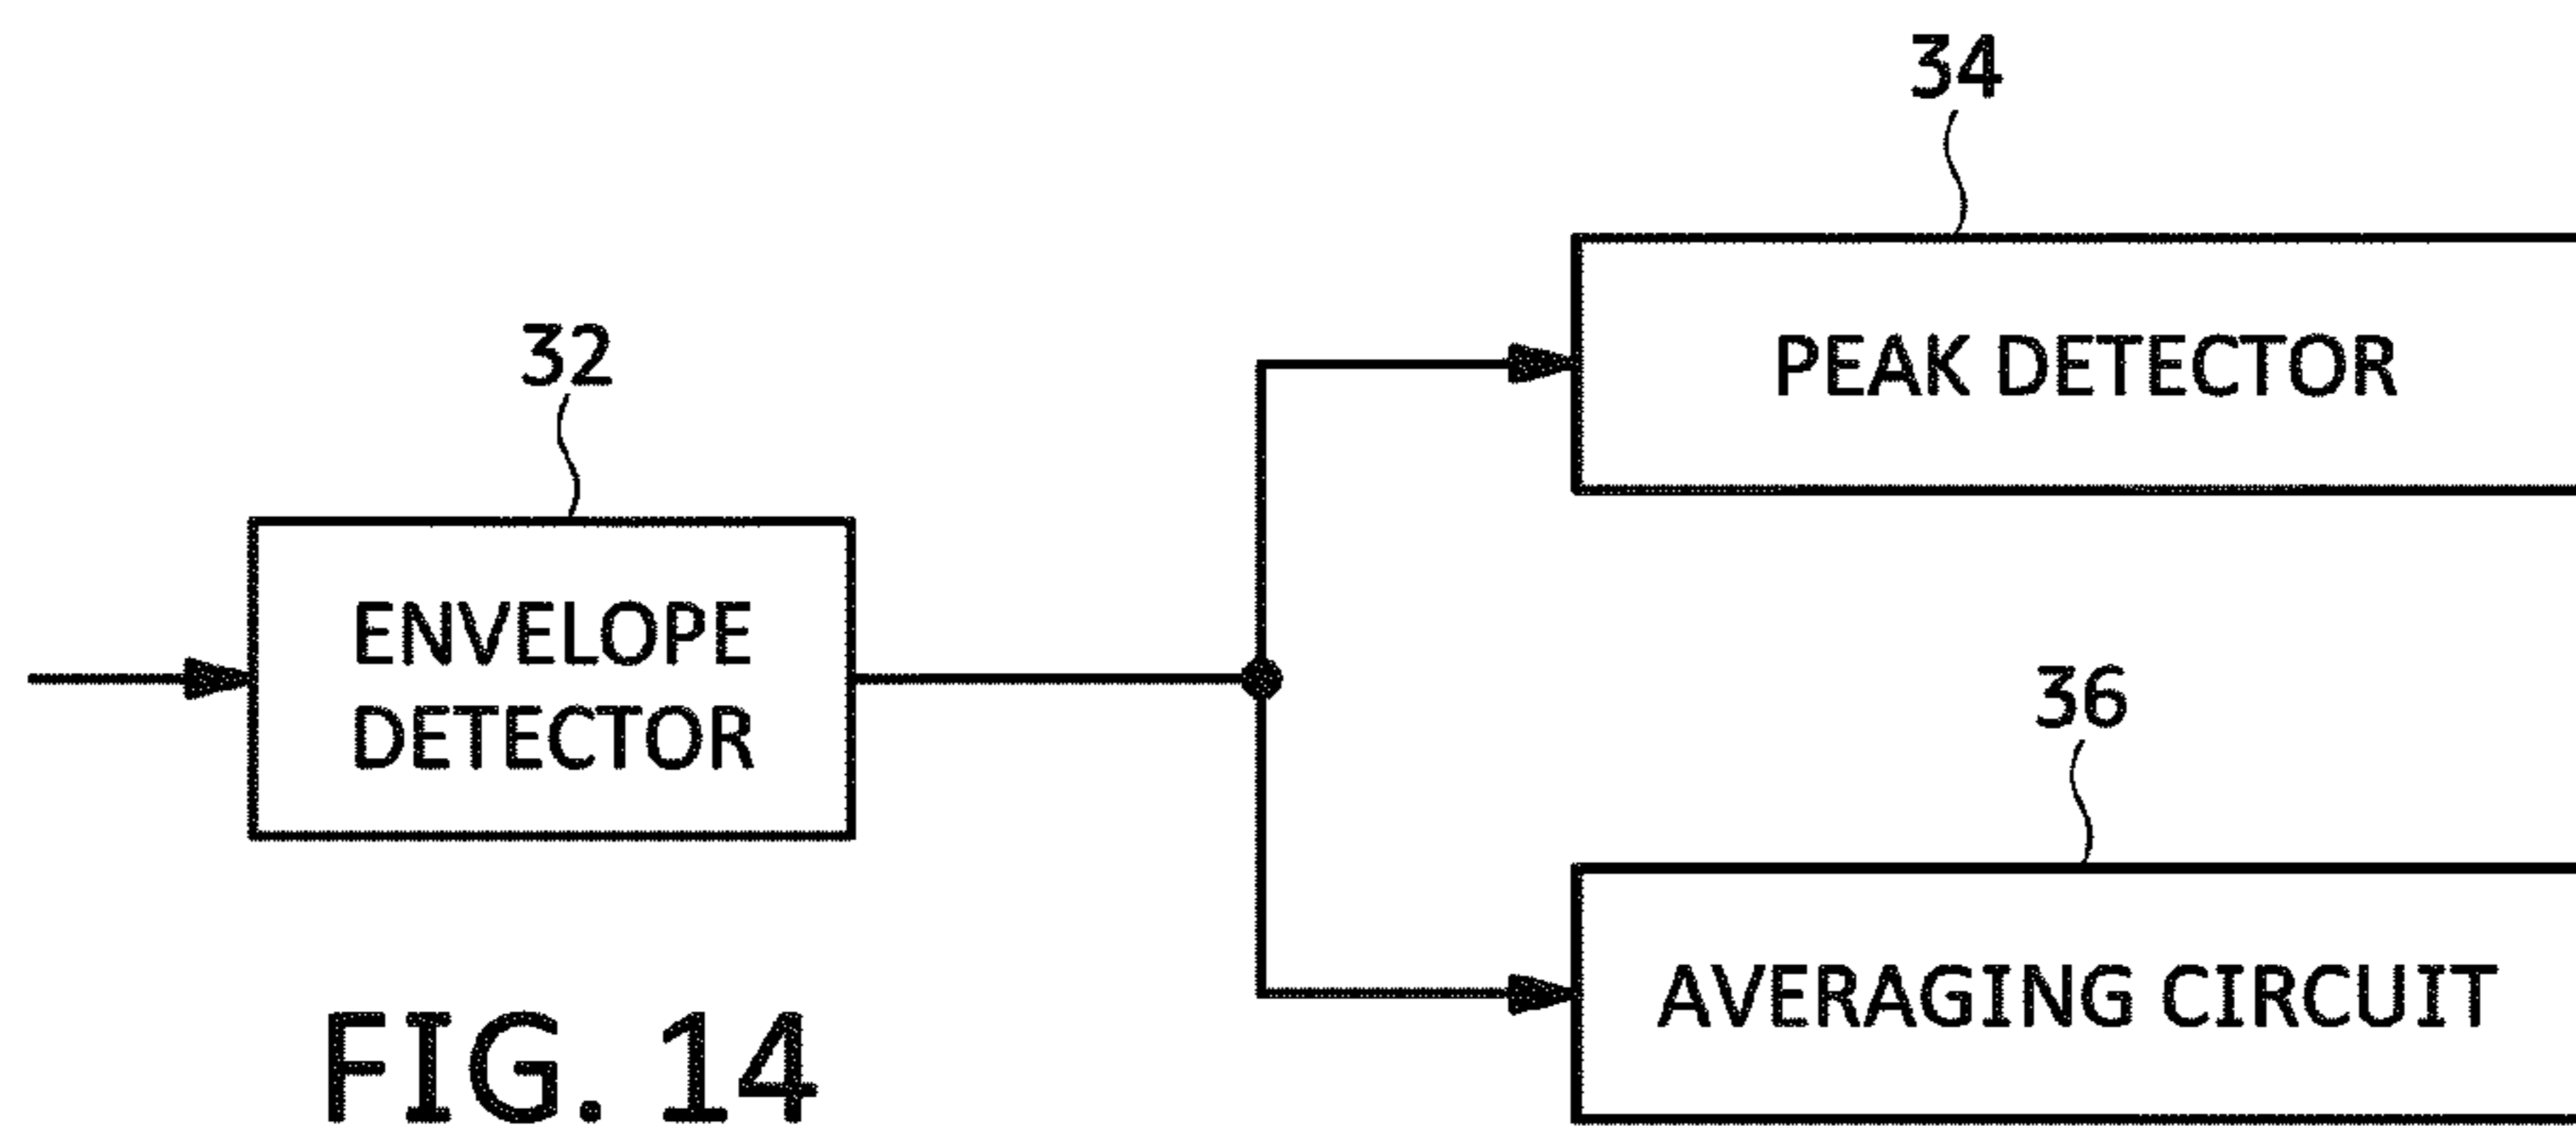 34
PEAK DETECTOR
32
ENVELOPE
DETECTOR
36
AVERAGING CIRCUIT
FIG. 14